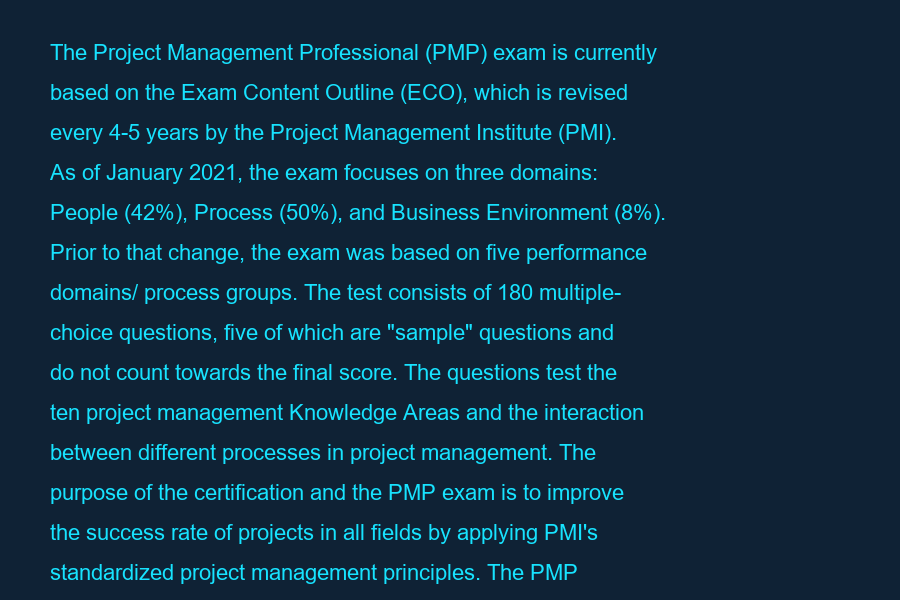 The Project Management Professional (PMP) exam is currently
based on the Exam Content Outline (ECO), which is revised
every 4-5 years by the Project Management Institute (PMI).
As of January 2021, the exam focuses on three domains:
People (42%), Process (50%), and Business Environment (8%).
Prior to that change, the exam was based on five performance
domains/ process groups. The test consists of 180 multiple-
choice questions, five of which are "sample" questions and
do not count towards the final score. The questions test the
ten project management Knowledge Areas and the interaction
between different processes in project management. The
purpose of the certification and the PMP exam is to improve
the success rate of projects in all fields by applying PMI's
standardized project management principles. The PMP